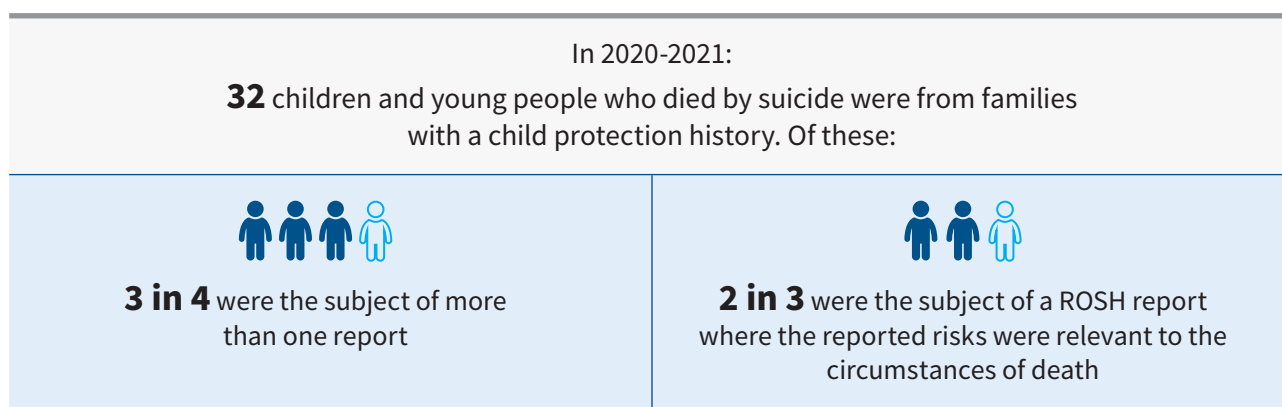 In 2020-2021:
32 children and young people who died by suicide were from families
with a child protection history. Of these:
3 in 4 were the subject of more
than one report
2 in 3 were the subject of a ROSH report
where the reported risks were relevant to the
circumstances of death